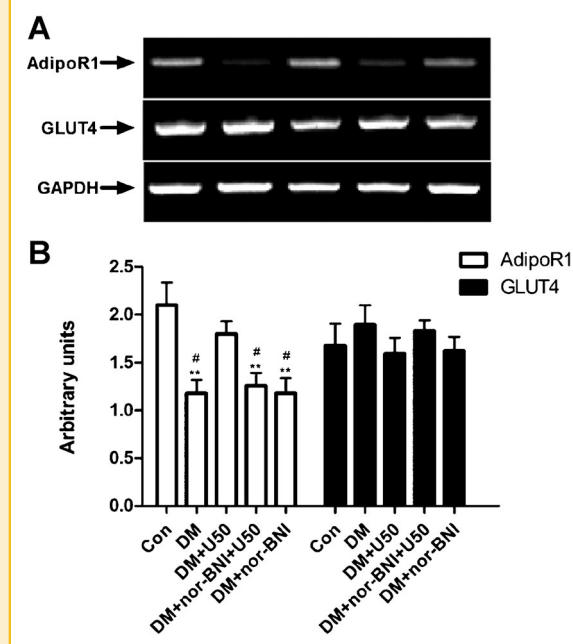 A
AdipoR1
GLUT4
GAPDH
B
AdipoR1
GLUT4
Arbitrary units
2.5
2.0
1.5
1.0
0.5
0.0
# ** # ** # **
Con DM DM+U50 DM+nor-BNI+U50 DM+nor-BNI Con DM DM+U50 DM+nor-BNI+U50 DM+nor-BNI